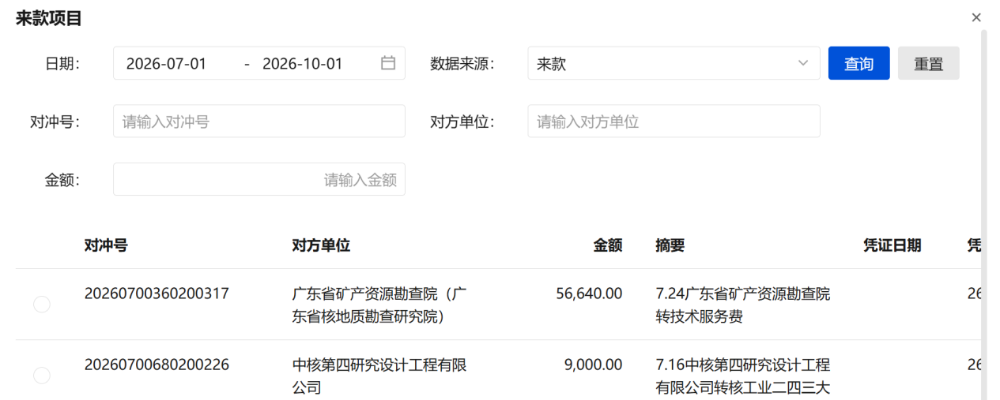 来款项目
日期： 2026-07-01 - 2026-10-01 数据来源： 来款 查询 重置
对冲号： 请输入对冲号 对方单位： 请输入对方单位
金额： 请输入金额
对冲号 对方单位 金额 摘要 凭证日期 凭
20260700360200317 广东省矿产资源勘查院（广 56,640.00 7.24广东省矿产资源勘查院 26
东省核地质勘查研究院） 转技术服务费
20260700680200226 中核第四研究设计工程有限 9,000.00 7.16中核第四研究设计工程 26
公司 有限公司转核工业二四三大